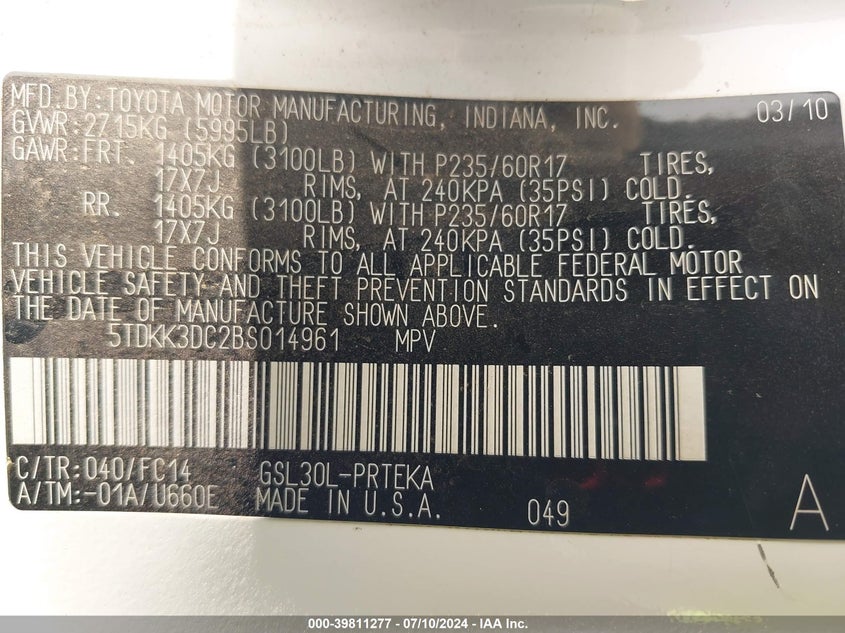 MFD.BY:TOYOTA MOTOR MANUFACTURING, INDIANA, INC. 03/10
GVWR:2715KG (5995LB)
GAWR:FRT. 1405KG (3100LB) WITH P235/60R17 TIRES,
17X7J RIMS, AT 240KPA (35PSI) COLD.
RR. 1405KG (3100LB) WITH P235/60R17 TIRES,
17X7J RIMS, AT 240KPA (35PSI) COLD.
THIS VEHICLE CONFORMS TO ALL APPLICABLE FEDERAL MOTOR
VEHICLE SAFETY AND THEFT PREVENTION STANDARDS IN EFFECT ON
THE DATE OF MANUFACTURE SHOWN ABOVE.
5TDKK3DC2BS014961 MPV
C/TR:040/FC14 GSL30L-PRTEKA
A/TM:-01A/U660E MADE IN U.S.A. 049 A
000-39811277 - 07/10/2024 - IAA Inc.